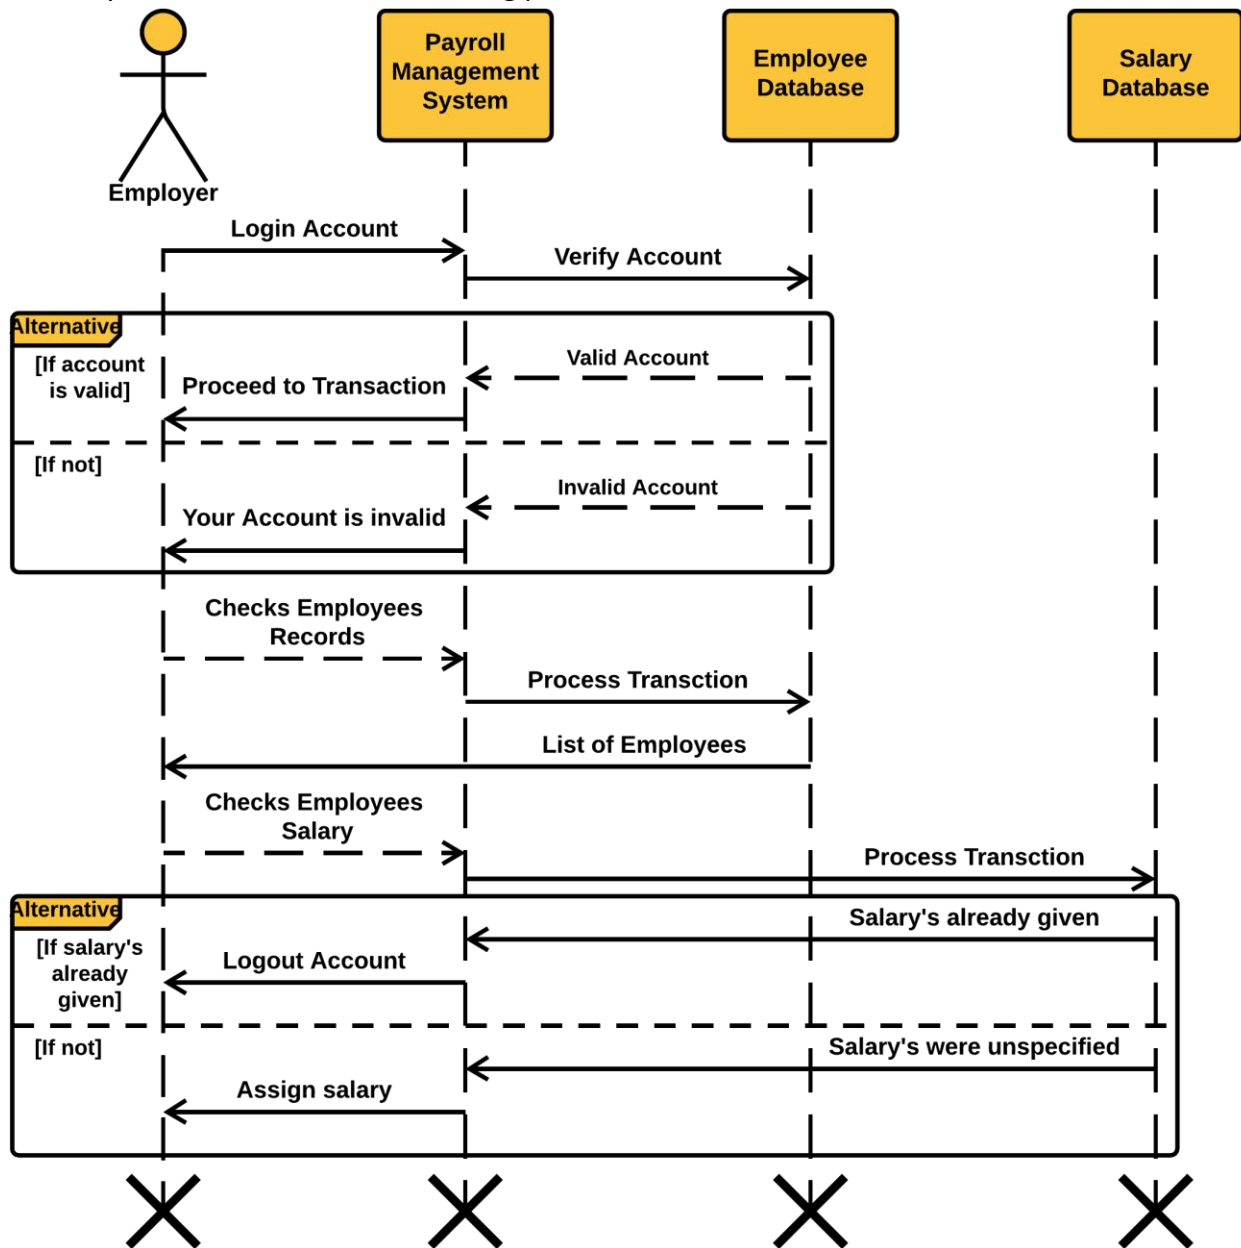 Payroll
Management
System
Employee
Database
Salary
Database
Employer
Login Account
Verify Account
Alternative
[If account
is valid]
Valid Account
Proceed to Transaction
[If not]
Invalid Account
Your Account is invalid
Checks Employees
Records
Process Transction
List of Employees
Checks Employees
Salary
Process Transction
Alternative
[If salary's
already
given]
Salary's already given
Logout Account
[If not]
Salary's were unspecified
Assign salary